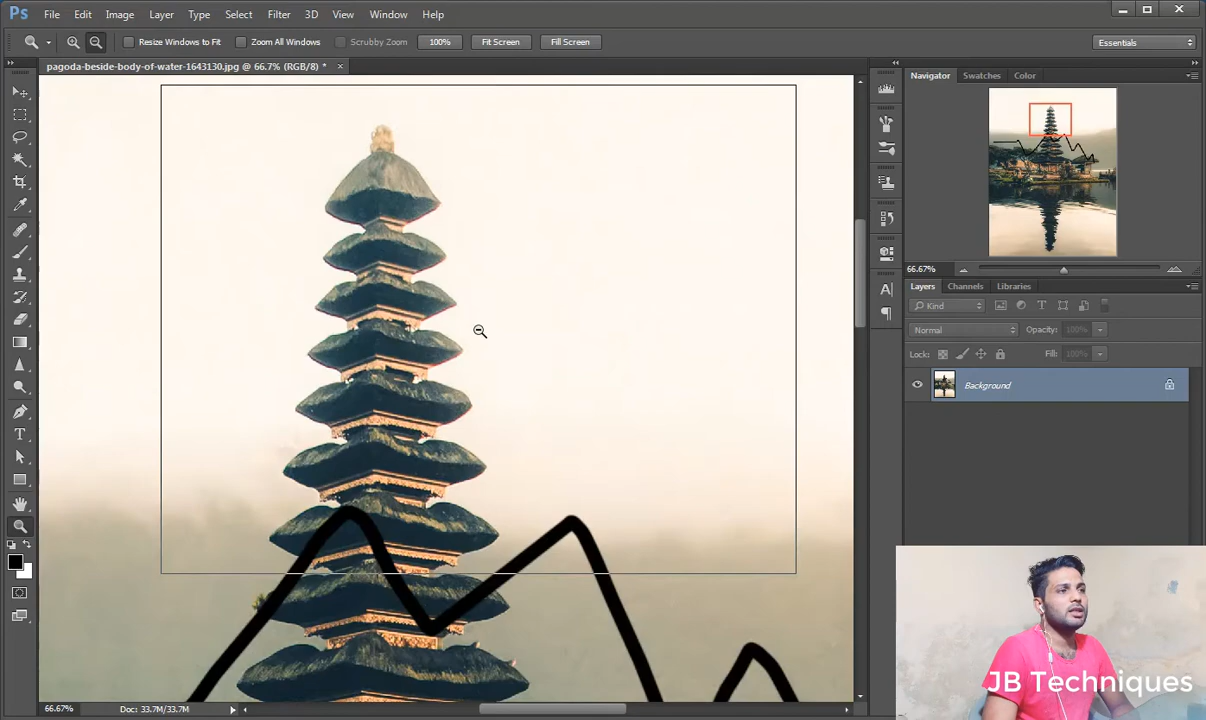 Ps File Edit Image Layer Type Select Filter 3D View Window Help
Resize Windows to Fit Zoom All Windows Scrubby Zoom 100% Fit Screen Fill Screen Essentials
pagoda-beside-body-of-water-1643130.jpg @ 66.7% (RGB/8) * ×
Navigator Swatches Color
66.67%
Layers Channels Libraries
Kind
Normal Opacity: 100%
Lock: Fill: 100%
Background
JB Techniques
66.67% Doc: 33.7M/33.7M